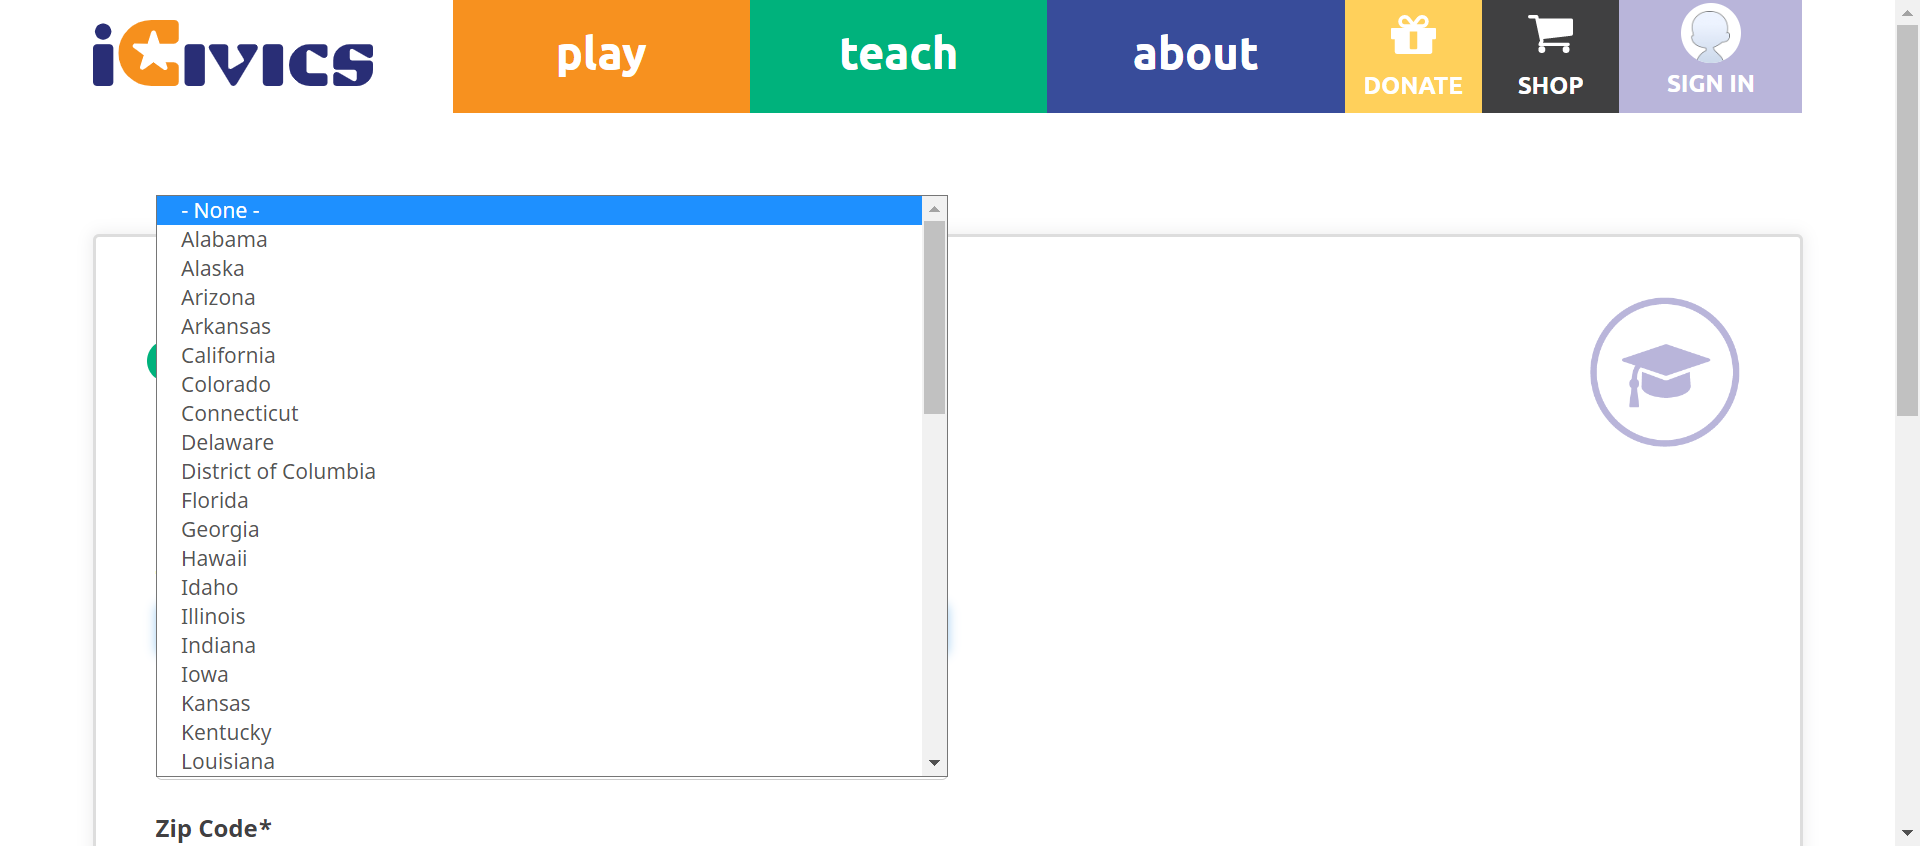 iCivics
play
teach
about
DONATE
SHOP
SIGN IN
- None -
Alabama
Alaska
Arizona
Arkansas
California
Colorado
Connecticut
Delaware
District of Columbia
Florida
Georgia
Hawaii
Idaho
Illinois
Indiana
Iowa
Kansas
Kentucky
Louisiana
Zip Code*